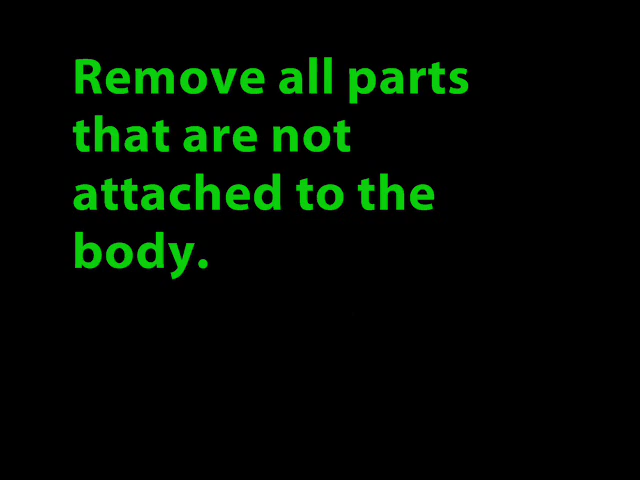 Remove all parts
that are not
attached to the
body.